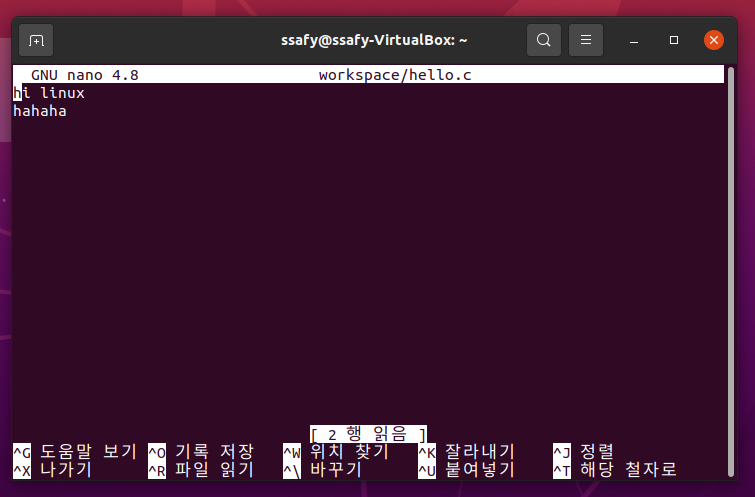 ssafy@ssafy-VirtualBox: ~
GNU nano 4.8 workspace/hello.c
hi linux
hahaha
[ 2 행 읽음 ]
^G 도움말 보기 ^O 기록 저장 ^W 위치 찾기 ^K 잘라내기 ^J 정렬
^X 나가기 ^R 파일 읽기 ^\ 바꾸기 ^U 붙여넣기 ^T 해당 철자로